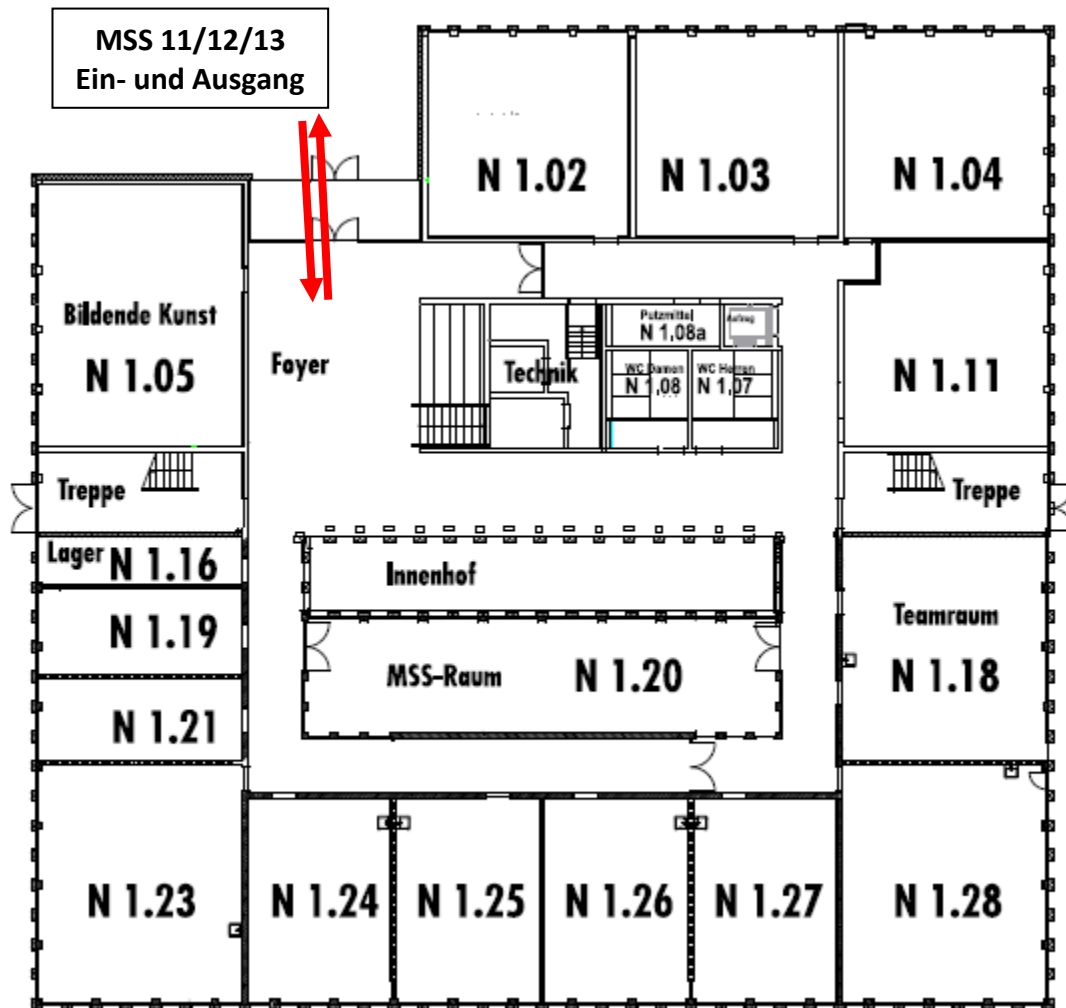 MSS 11/12/13
Ein- und Ausgang
N 1.02
N 1.03
N 1.04
Bildende Kunst
N 1.05
Foyer
Technik
Putzmittel
N 1,08a
Aufzug
WC Damen
N 1,08
WC Herren
N 1,07
N 1.11
Treppe
Treppe
Lager N 1.16
Innenhof
N 1.19
Teamraum
N 1.18
MSS-Raum N 1.20
N 1.21
N 1.23
N 1.24
N 1.25
N 1.26
N 1.27
N 1.28